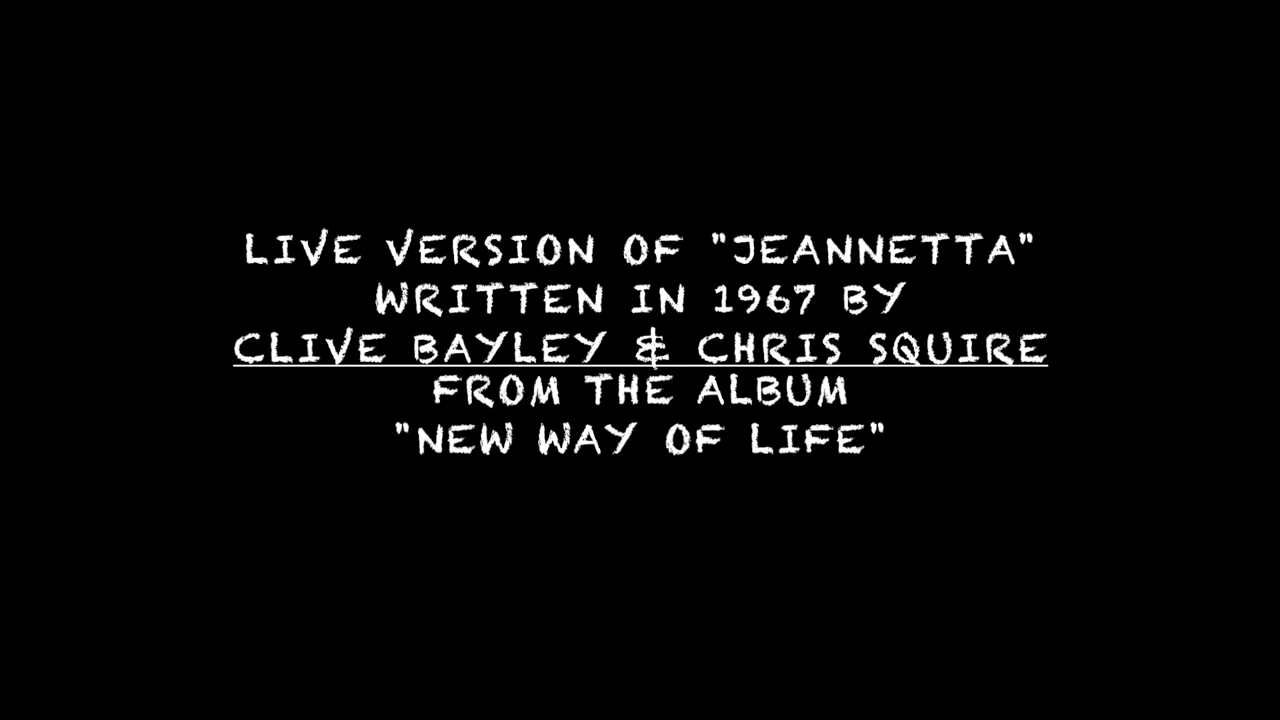 LIVE VERSION OF "JEANNETTA"
WRITTEN IN 1967 BY
CLIVE BAYLEY & CHRIS SQUIRE
FROM THE ALBUM
"NEW WAY OF LIFE"